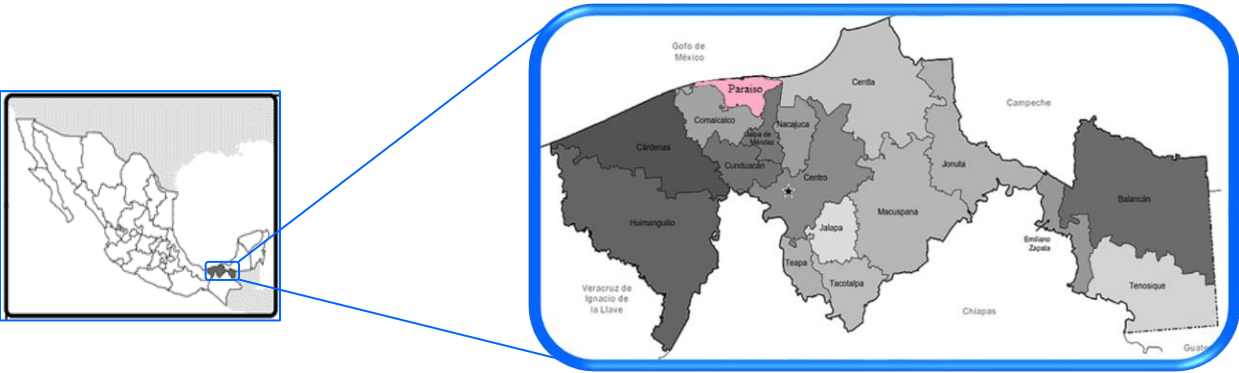 Gofo de
México
Centla
Paraiso
Campeche
Comalcalco
Nacajuca
Jalpa de
Méndez
Cárdenas
Cunduacán
Jonuta
Centro
Balancán
Macuspana
Huimanguillo
Jalapa
Emiliano
Zapata
Teapa
Tacotalpa
Tenosique
Veracruz de
Ignacio de
la Llave
Chiapas